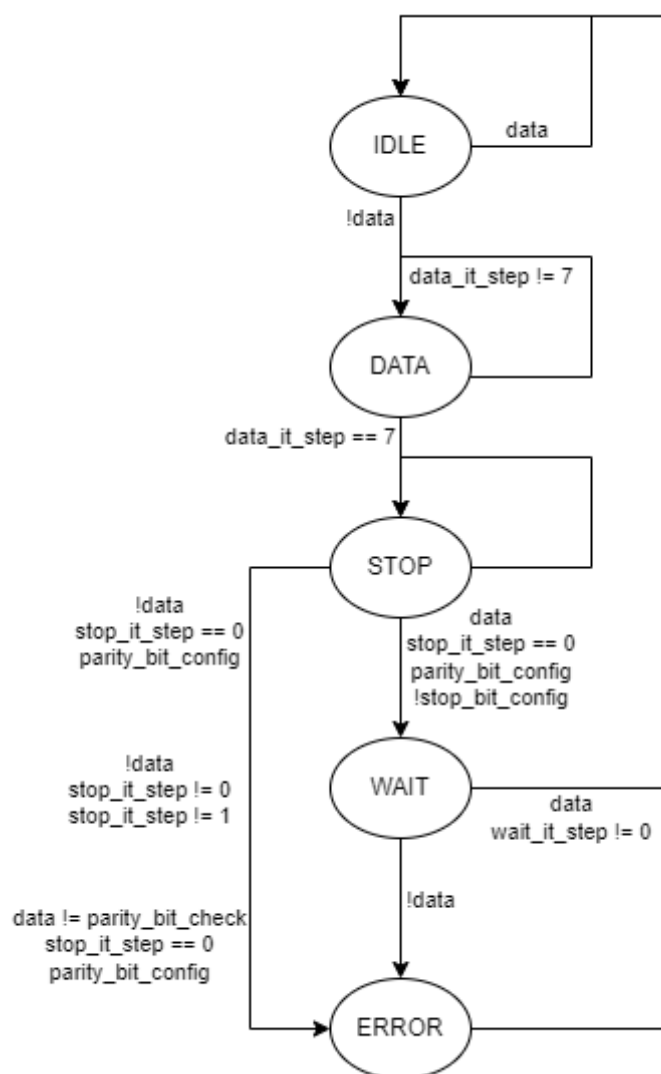 IDLE
data
!data
data_it_step != 7
DATA
data_it_step == 7
STOP
!data
stop_it_step == 0
parity_bit_config
data
stop_it_step == 0
parity_bit_config
!stop_bit_config
!data
stop_it_step != 0
stop_it_step != 1
WAIT
data
wait_it_step != 0
!data
data != parity_bit_check
stop_it_step == 0
parity_bit_config
ERROR